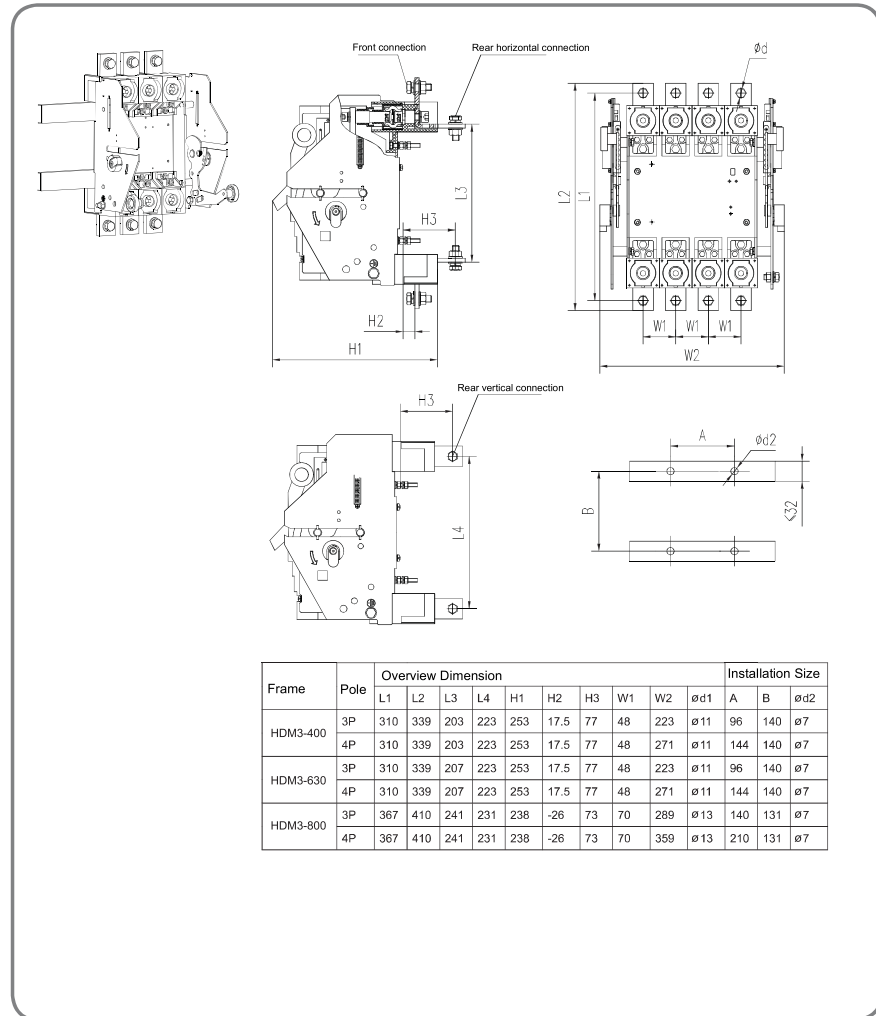 Front connection
Rear horizontal connection
Ød
L2
L1
L3
H3
H2
H1
W1 W1 W1
W2
Rear vertical connection
H3
L4
A
Ød2
B
<32
Frame Pole Overview Dimension Installation Size
L1 L2 L3 L4 H1 H2 H3 W1 W2 ød1 A B ød2
HDM3-400
3P 310 339 203 223 253 17.5 77 48 223 ø11 96 140 ø7
4P 310 339 203 223 253 17.5 77 48 271 ø11 144 140 ø7
HDM3-630
3P 310 339 207 223 253 17.5 77 48 223 ø11 96 140 ø7
4P 310 339 207 223 253 17.5 77 48 271 ø11 144 140 ø7
HDM3-800
3P 367 410 241 231 238 -26 73 70 289 ø13 140 131 ø7
4P 367 410 241 231 238 -26 73 70 359 ø13 210 131 ø7